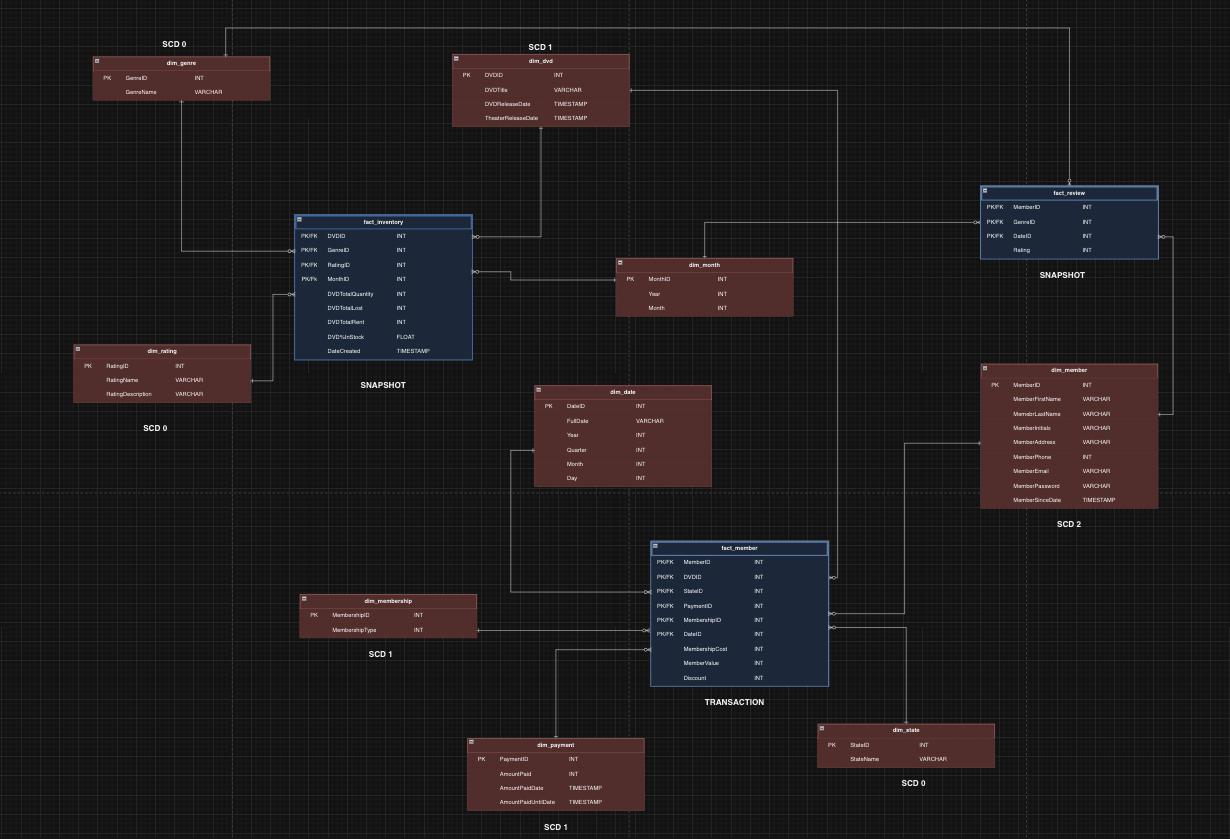 SCD 0
dim_genre
PK GenreID INT
GenreName VARCHAR
SCD 1
dim_dvd
PK DVDID INT
DVDTitle VARCHAR
DVDReleaseDate TIMESTAMP
TheaterReleaseDate TIMESTAMP
fact_review
PK/FK MemberID INT
PK/FK GenreID INT
PK/FK DateID INT
Rating INT
SNAPSHOT
fact_inventory
PK/FK DVDID INT
PK/FK GenreID INT
PK/FK RatingID INT
PK/Fk MonthID INT
DVDTotalQuantity INT
DVDTotalLost INT
DVDTotalRent INT
DVD%InStock FLOAT
DateCreated TIMESTAMP
SNAPSHOT
dim_month
PK MonthID INT
Year INT
Month INT
dim_rating
PK RatingID INT
RatingName VARCHAR
RatingDescription VARCHAR
SCD 0
dim_date
PK DateID INT
FullDate VARCHAR
Year INT
Quarter INT
Month INT
Day INT
dim_member
PK MemberID INT
MemberFirstName VARCHAR
MemebrLastName VARCHAR
MemberInitials VARCHAR
MemberAddress VARCHAR
MemberPhone INT
MemberEmail VARCHAR
MemberPassword VARCHAR
MemberSinceDate TIMESTAMP
SCD 2
fact_member
PK/FK MemberID INT
PK/FK DVDID INT
PK/FK StateID INT
PK/FK PaymentID INT
PK/FK MembershipID INT
PK/FK DateID INT
MembershipCost INT
MemberValue INT
Discount INT
TRANSACTION
dim_membership
PK MembershipID INT
MembershipType INT
SCD 1
dim_payment
PK PaymentID INT
AmountPaid INT
AmountPaidDate TIMESTAMP
AmountPaidUntilDate TIMESTAMP
SCD 1
dim_state
PK StateID INT
StateName VARCHAR
SCD 0